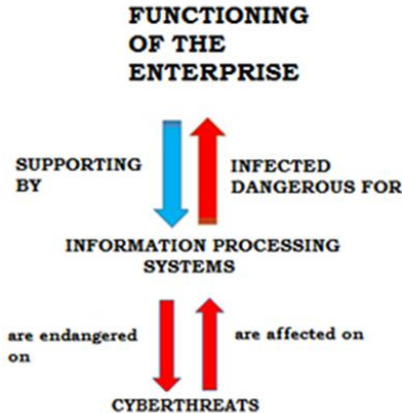 FUNCTIONING
OF THE
ENTERPRISE
SUPPORTING
BY
INFECTED
DANGEROUS FOR
INFORMATION PROCESSING
SYSTEMS
are endangered
on
are affected on
CYBERTHREATS